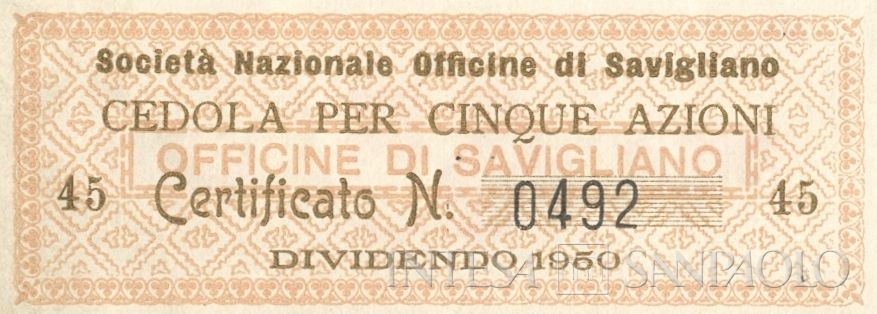 Società Nazionale Officine di Savigliano
CEDOLA PER CINQUE AZIONI
OFFICINE DI SAVIGLIANO
45 Certificato N. 0492 45
DIVIDENDO 1950
INTESA SANPAOLO